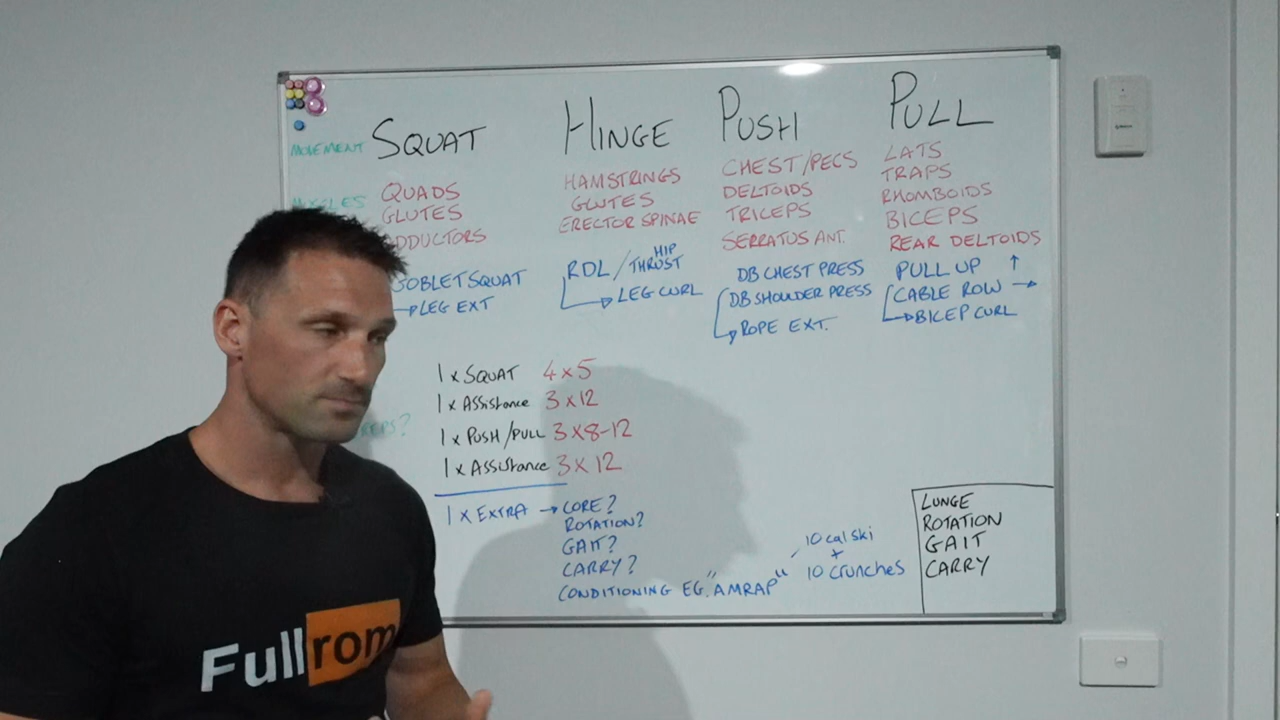 MOVEMENT SQUAT HINGE PUSH PULL
QUADS
GLUTES
ADDUCTORS
GOBLET SQUAT
LEG EXT
HAMSTRINGS
GLUTES
ERECTOR SPINAE
RDL / HIP THRUST
LEG CURL
CHEST/PECS
DELTOIDS
TRICEPS
SERRATUS ANT.
DB CHEST PRESS
DB SHOULDER PRESS
ROPE EXT.
LATS
TRAPS
RHOMBOIDS
BICEPS
REAR DELTOIDS
PULL UP ↑
CABLE ROW →
BICEP CURL
REPS?
1 x SQUAT 4 x 5
1 x ASSISTANCE 3 x 12
1 x PUSH/PULL 3 x 8-12
1 x ASSISTANCE 3 x 12
1 x EXTRA → CORE?
ROTATION?
GAIT?
CARRY?
CONDITIONING EG. "AMRAP"
10 cal ski
+
10 crunches
LUNGE
ROTATION
GAIT
CARRY
Fullrom